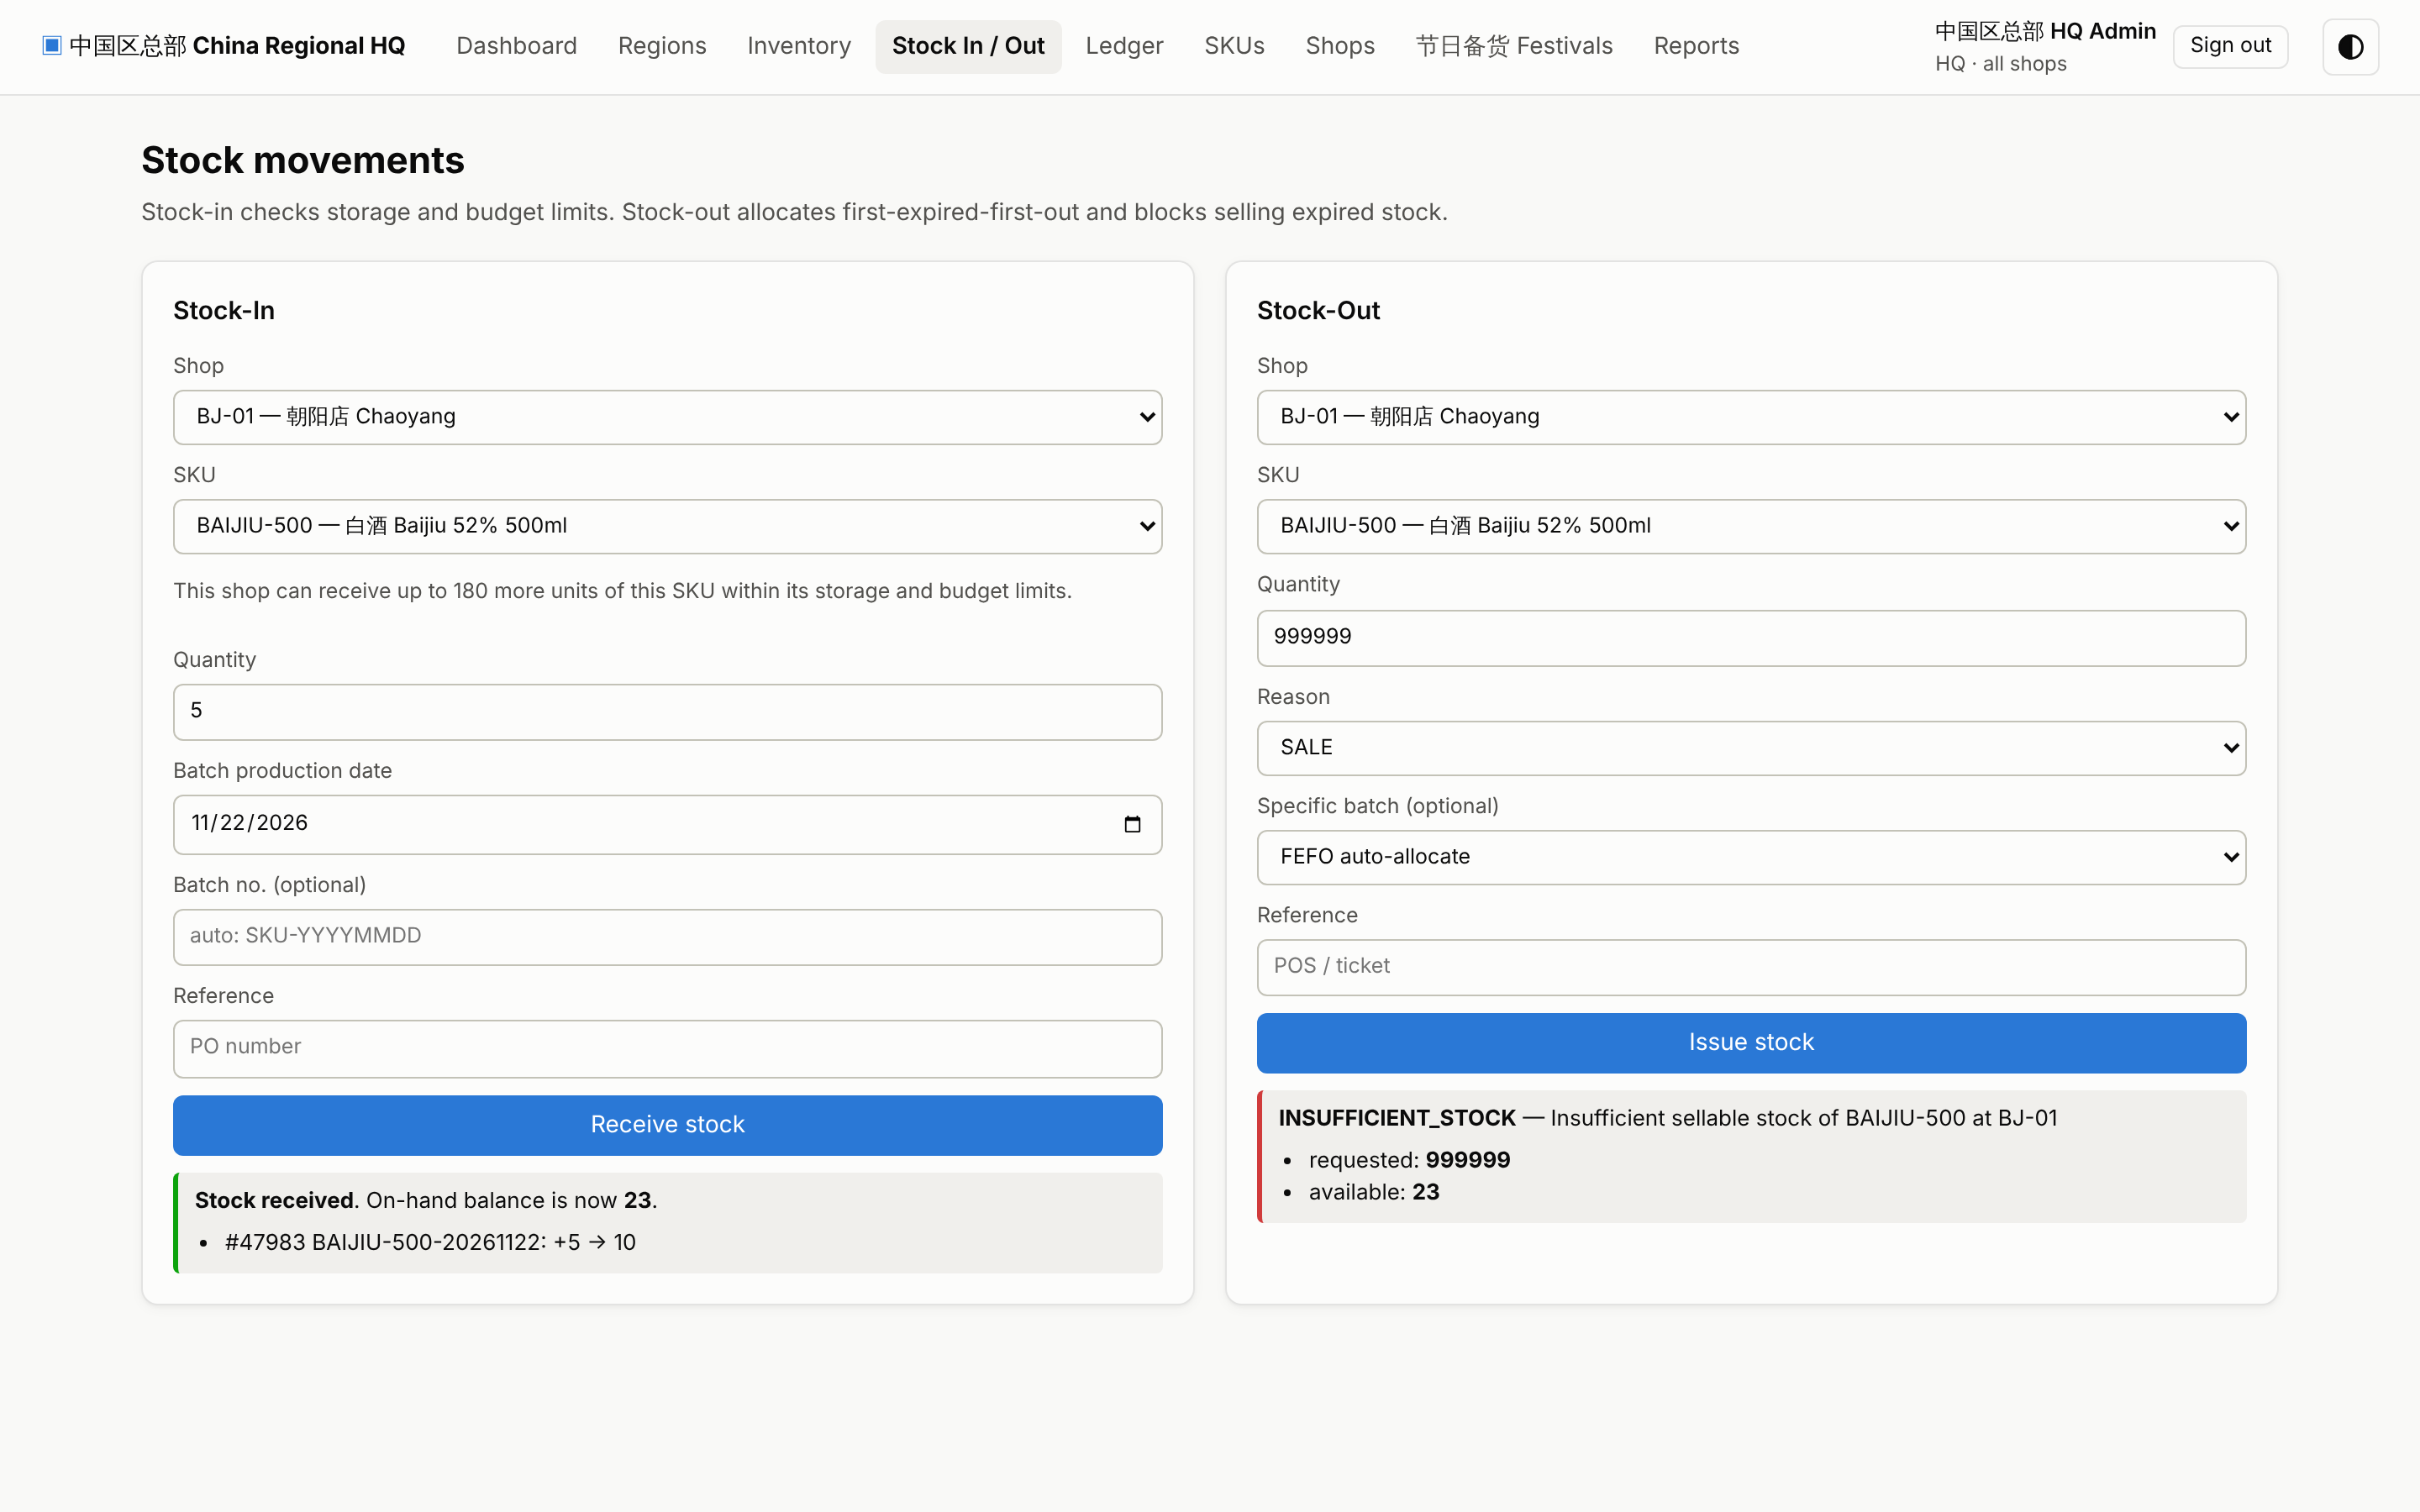 中国区总部 China Regional HQ
Dashboard
Regions
Inventory
Stock In / Out
Ledger
SKUs
Shops
节日备货 Festivals
Reports
中国区总部 HQ Admin
HQ · all shops
Sign out
Stock movements
Stock-in checks storage and budget limits. Stock-out allocates first-expired-first-out and blocks selling expired stock.
Stock-In
Shop
BJ-01 — 朝阳店 Chaoyang
SKU
BAIJIU-500 — 白酒 Baijiu 52% 500ml
This shop can receive up to 180 more units of this SKU within its storage and budget limits.
Quantity
5
Batch production date
11/22/2026
Batch no. (optional)
auto: SKU-YYYYMMDD
Reference
PO number
Receive stock
Stock received. On-hand balance is now 23.
• #47983 BAIJIU-500-20261122: +5 → 10
Stock-Out
Shop
BJ-01 — 朝阳店 Chaoyang
SKU
BAIJIU-500 — 白酒 Baijiu 52% 500ml
Quantity
999999
Reason
SALE
Specific batch (optional)
FEFO auto-allocate
Reference
POS / ticket
Issue stock
INSUFFICIENT_STOCK — Insufficient sellable stock of BAIJIU-500 at BJ-01
• requested: 999999
• available: 23